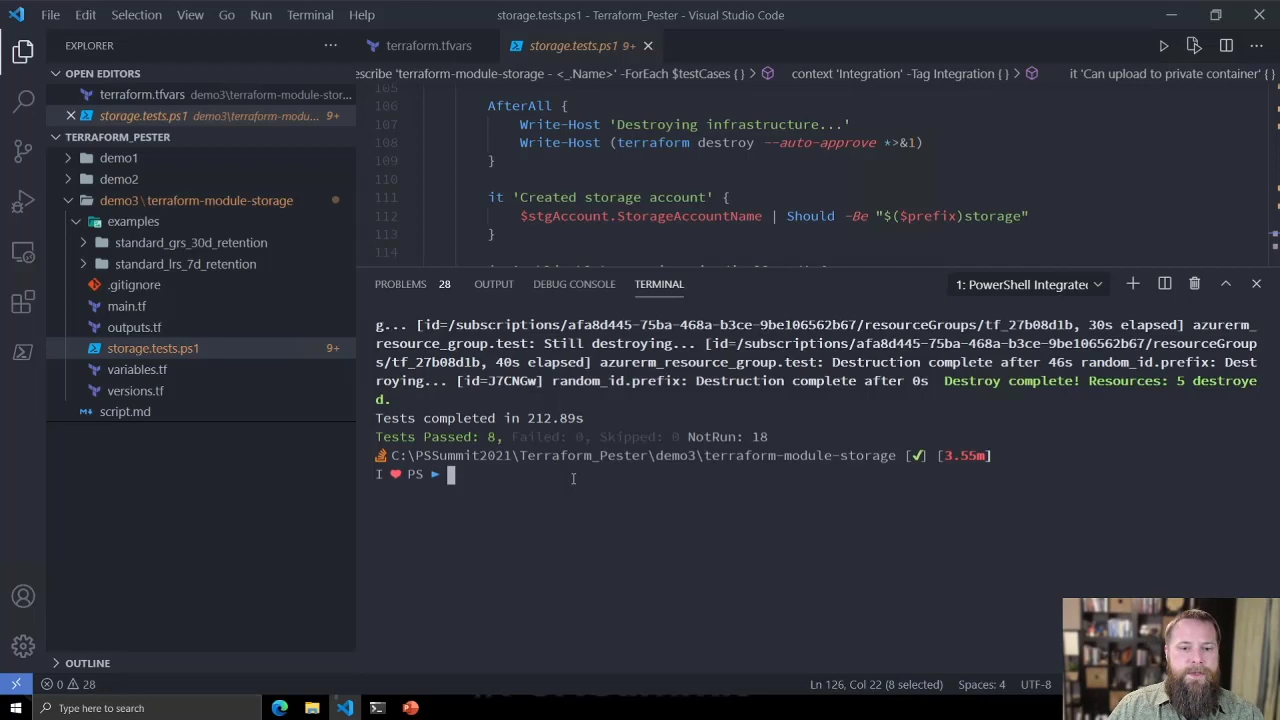 File Edit Selection View Go Run Terminal Help
storage.tests.ps1 - Terraform_Pester - Visual Studio Code
EXPLORER
OPEN EDITORS
terraform.tfvars demo3\terraform-module-stor...
storage.tests.ps1 demo3\terraform-modu... 9+
TERRAFORM_PESTER
demo1
demo2
demo3\terraform-module-storage
examples
standard_grs_30d_retention
standard_lrs_7d_retention
.gitignore
main.tf
outputs.tf
storage.tests.ps1 9+
variables.tf
versions.tf
script.md
OUTLINE
terraform.tfvars
storage.tests.ps1 9+
escribe 'terraform-module-storage - <_Name>' -ForEach $testCases { } > context 'Integration' -Tag Integration { } > it 'Can upload to private container' { }
105
106 AfterAll {
107 Write-Host 'Destroying infrastructure...'
108 Write-Host (terraform destroy --auto-approve *>&1)
109 }
110
111 it 'Created storage account' {
112 $stgAccount.StorageAccountName | Should -Be "$($prefix)storage"
113 }
114
PROBLEMS 28 OUTPUT DEBUG CONSOLE TERMINAL
1: PowerShell Integrated
g... [id=/subscriptions/afa8d445-75ba-468a-b3ce-9be106562b67/resourceGroups/tf_27b08d1b, 30s elapsed] azurerm_
resource_group.test: Still destroying... [id=/subscriptions/afa8d445-75ba-468a-b3ce-9be106562b67/resourceGroup
s/tf_27b08d1b, 40s elapsed] azurerm_resource_group.test: Destruction complete after 46s random_id.prefix: Dest
roying... [id=J7CNGw] random_id.prefix: Destruction complete after 0s Destroy complete! Resources: 5 destroye
d.
Tests completed in 212.89s
Tests Passed: 8, Failed: 0, Skipped: 0 NotRun: 18
C:\PSSummit2021\Terraform_Pester\demo3\terraform-module-storage [✓] [3.55m]
I ❤ PS ►
0 28
Ln 126, Col 22 (8 selected) Spaces: 4 UTF-8
Type here to search